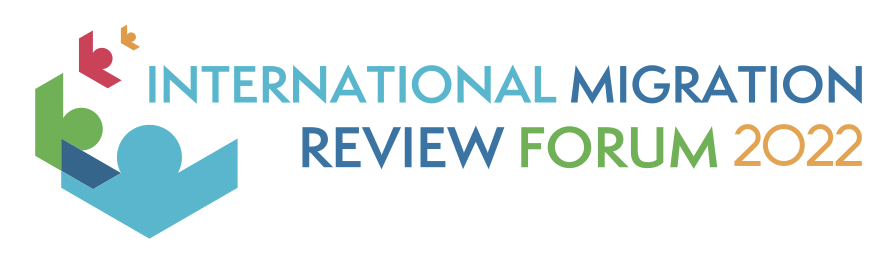 INTERNATIONAL MIGRATION
REVIEW FORUM 2022